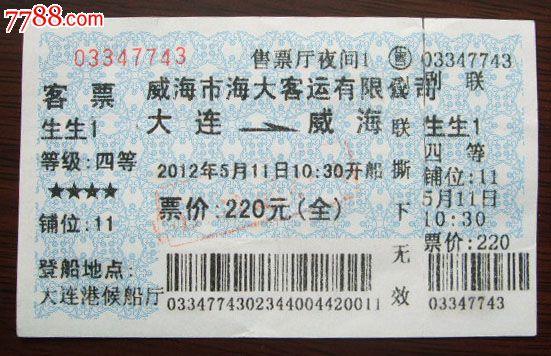 7788.com
03347743
售票厅夜间1
客票
威海市海大客运有限公司
生生1
大连 威海
等级:四等
★★★★
2012年5月11日10:30开船
铺位:11
票价:220元(全)
登船地点:
大连港候船厅
0334774302344004420011
副联撕下无效
03347743
副联
生生1
四等
铺位:11
5月11日
10:30
票价:220
03347743